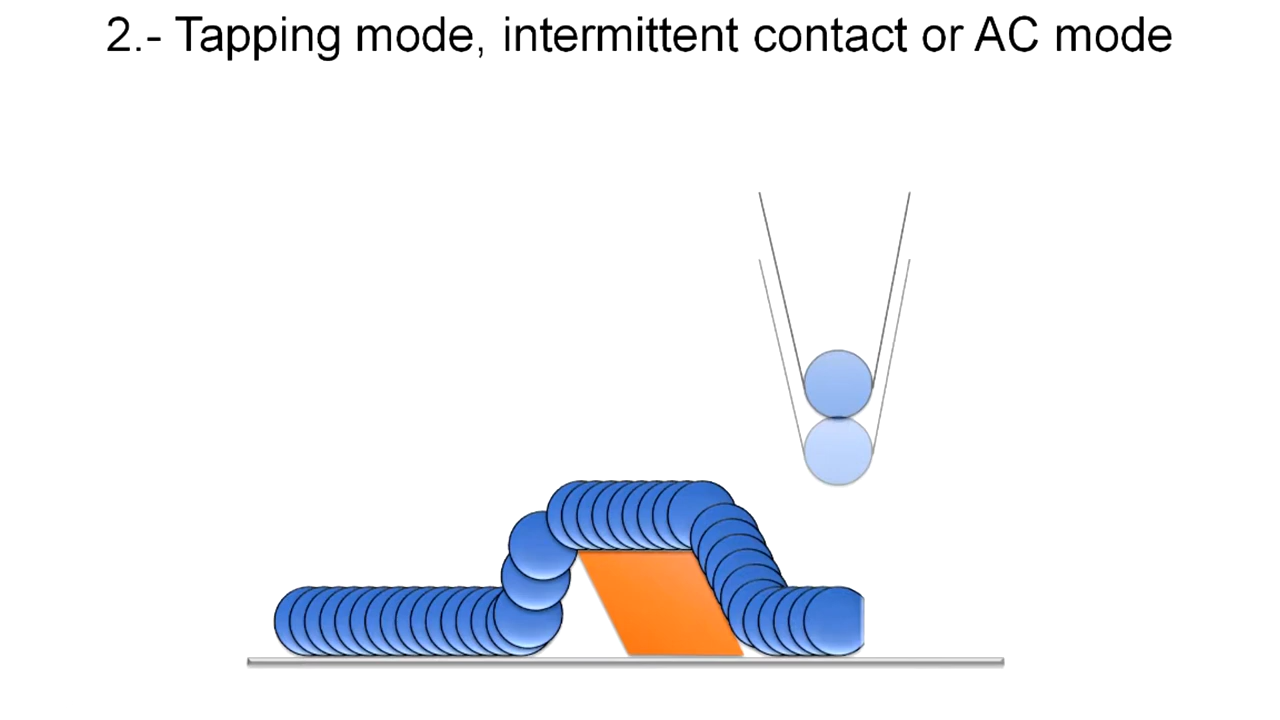 2.- Tapping mode, intermittent contact or AC mode